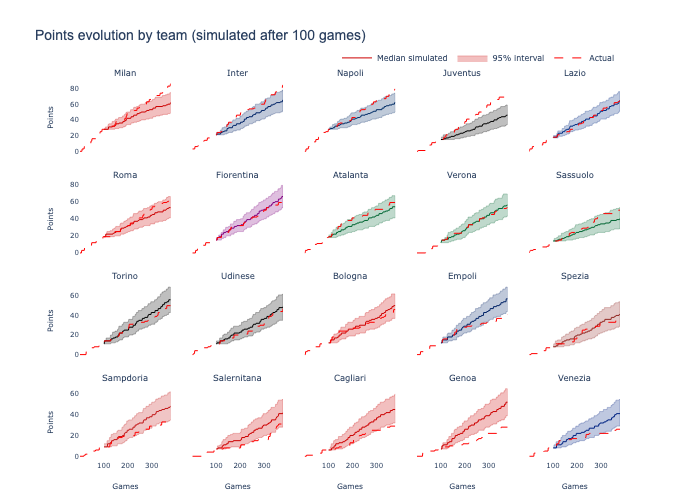 Points evolution by team (simulated after 100 games)
Median simulated 95% interval Actual
Milan Inter Napoli Juventus Lazio
80
60
40
20
0
Points
Roma Fiorentina Atalanta Verona Sassuolo
80
60
40
20
0
Points
Torino Udinese Bologna Empoli Spezia
60
40
20
0
Points
Sampdoria Salernitana Cagliari Genoa Venezia
60
40
20
0
Points
100 200 300 100 200 300 100 200 300 100 200 300 100 200 300
Games Games Games Games Games